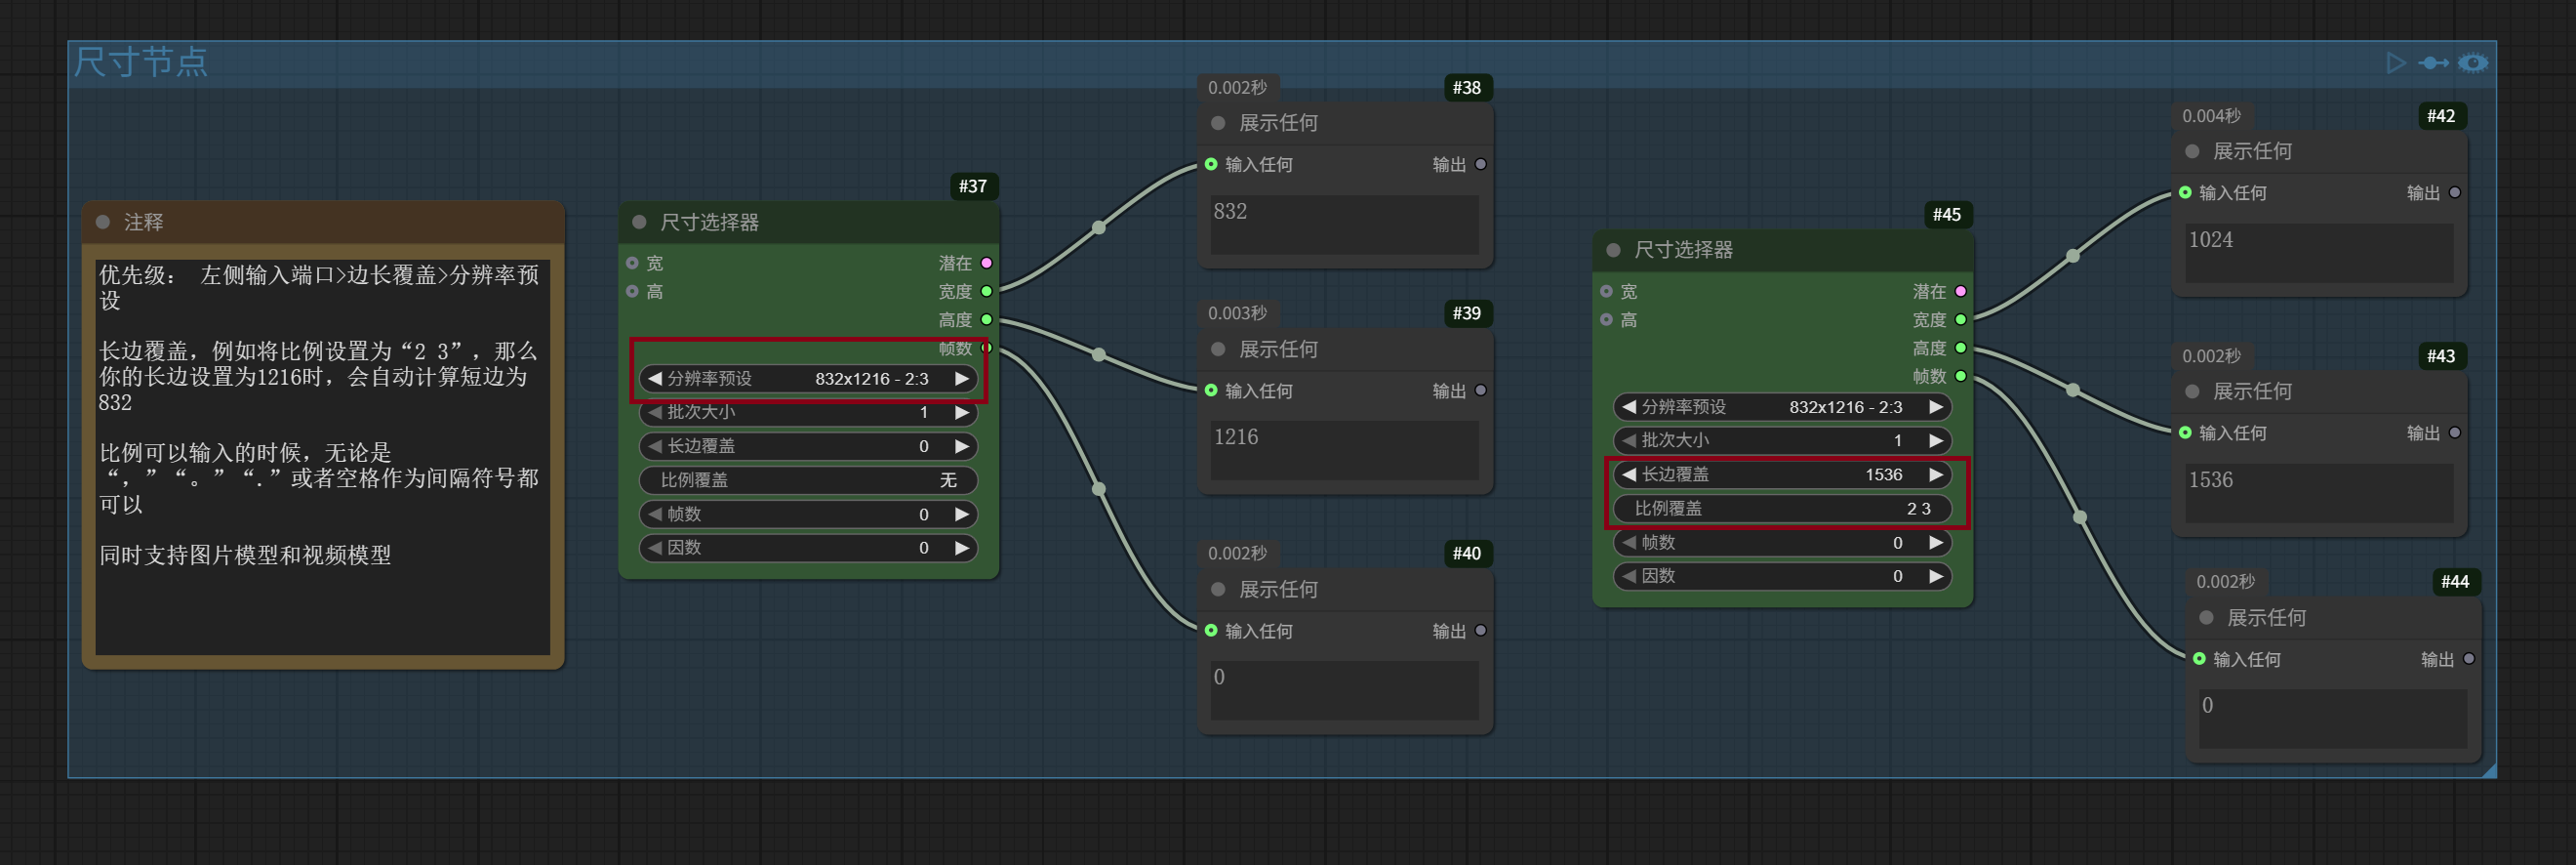 尺寸节点
注释
优先级： 左侧输入端口>边长覆盖>分辨率预
设
长边覆盖，例如将比例设置为“2 3”，那么
你的长边设置为1216时，会自动计算短边为
832
比例可以输入的时候，无论是
“，”“。”“.”或者空格作为间隔符号都
可以
同时支持图片模型和视频模型
#37
尺寸选择器
宽 潜在
高 宽度
高度
帧数
分辨率预设 832x1216 - 2:3
批次大小 1
长边覆盖 0
比例覆盖 无
帧数 0
因数 0
0.002秒 #38
展示任何
输入任何 输出
832
0.003秒 #39
展示任何
输入任何 输出
1216
0.002秒 #40
展示任何
输入任何 输出
0
#45
尺寸选择器
宽 潜在
高 宽度
高度
帧数
分辨率预设 832x1216 - 2:3
批次大小 1
长边覆盖 1536
比例覆盖 2 3
帧数 0
因数 0
0.004秒 #42
展示任何
输入任何 输出
1024
0.002秒 #43
展示任何
输入任何 输出
1536
0.002秒 #44
展示任何
输入任何 输出
0